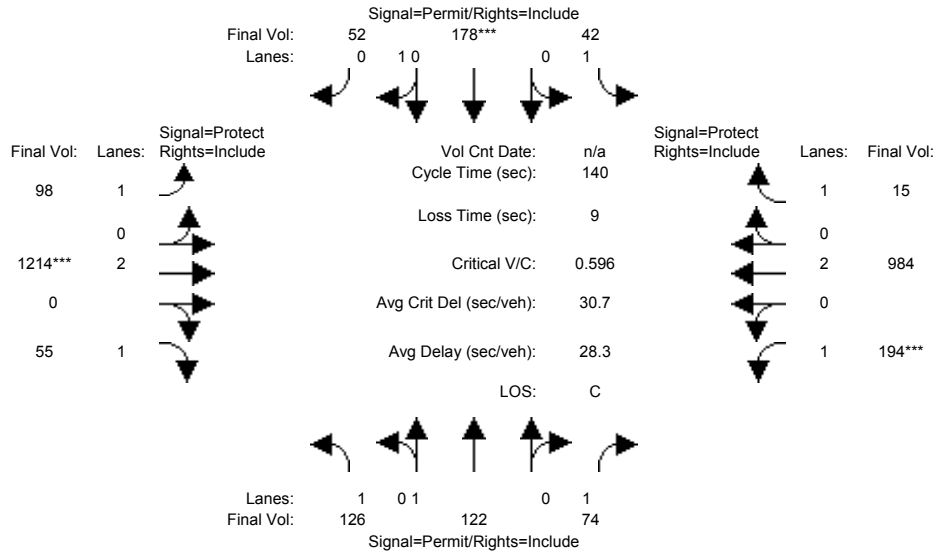 Signal=Permit/Rights=Include
Final Vol: 52 178*** 42
Lanes: 0 1 0 0 1
Signal=Protect Signal=Protect
Final Vol: Lanes: Rights=Include Vol Cnt Date: n/a Rights=Include Lanes: Final Vol:
Cycle Time (sec): 140
98 1 1 15
Loss Time (sec): 9
0 0
1214*** 2 Critical V/C: 0.596 2 984
0 Avg Crit Del (sec/veh): 30.7 0
55 1 Avg Delay (sec/veh): 28.3 1 194***
LOS: C
Lanes: 1 0 1 0 1
Final Vol: 126 122 74
Signal=Permit/Rights=Include